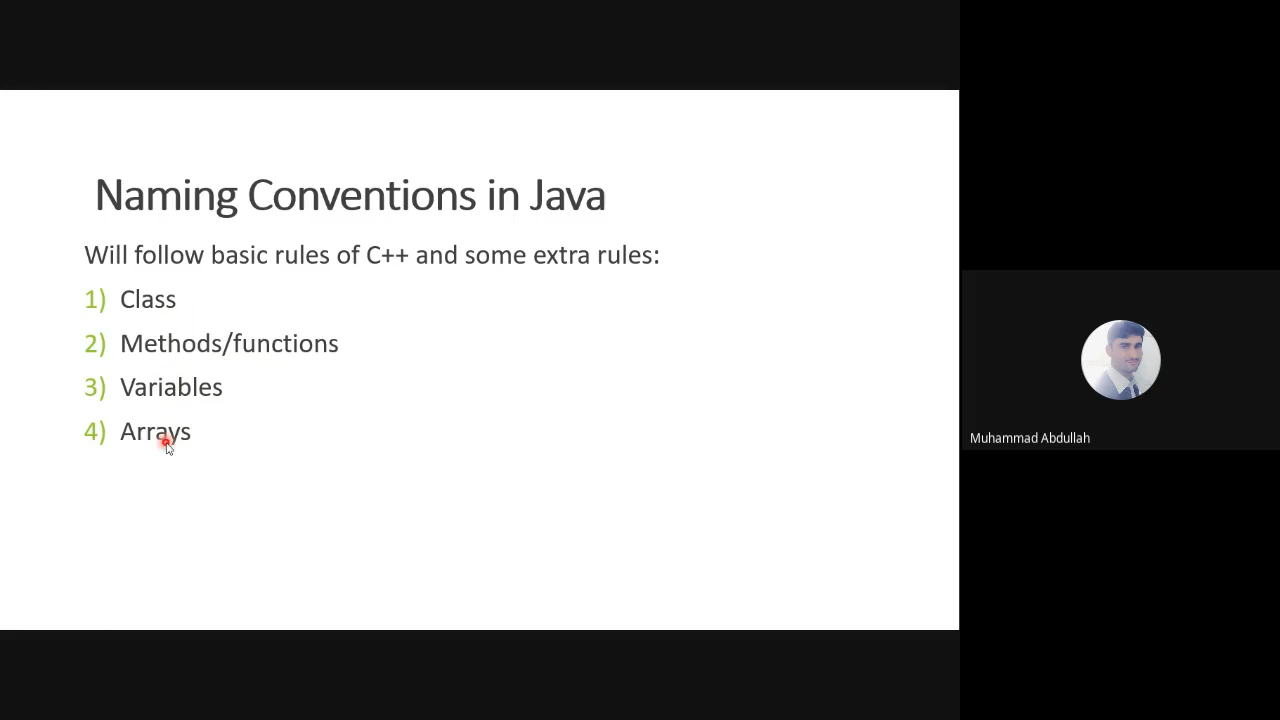 Naming Conventions in Java
Will follow basic rules of C++ and some extra rules:
1) Class
2) Methods/functions
3) Variables
4) Arrays
Muhammad Abdullah